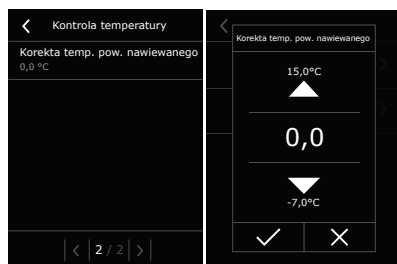 Kontrola temperatury
Korekta temp. pow. nawiewanego
0,0 °C
2 / 2
Korekta temp. pow. nawiewanego
15,0°C
0,0
-7,0°C